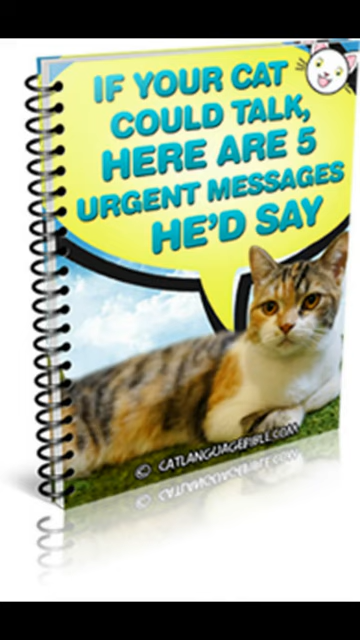 IF YOUR CAT
COULD TALK,
HERE ARE 5
URGENT MESSAGES
HE'D SAY
© CATLANGUAGEBIBLE.COM